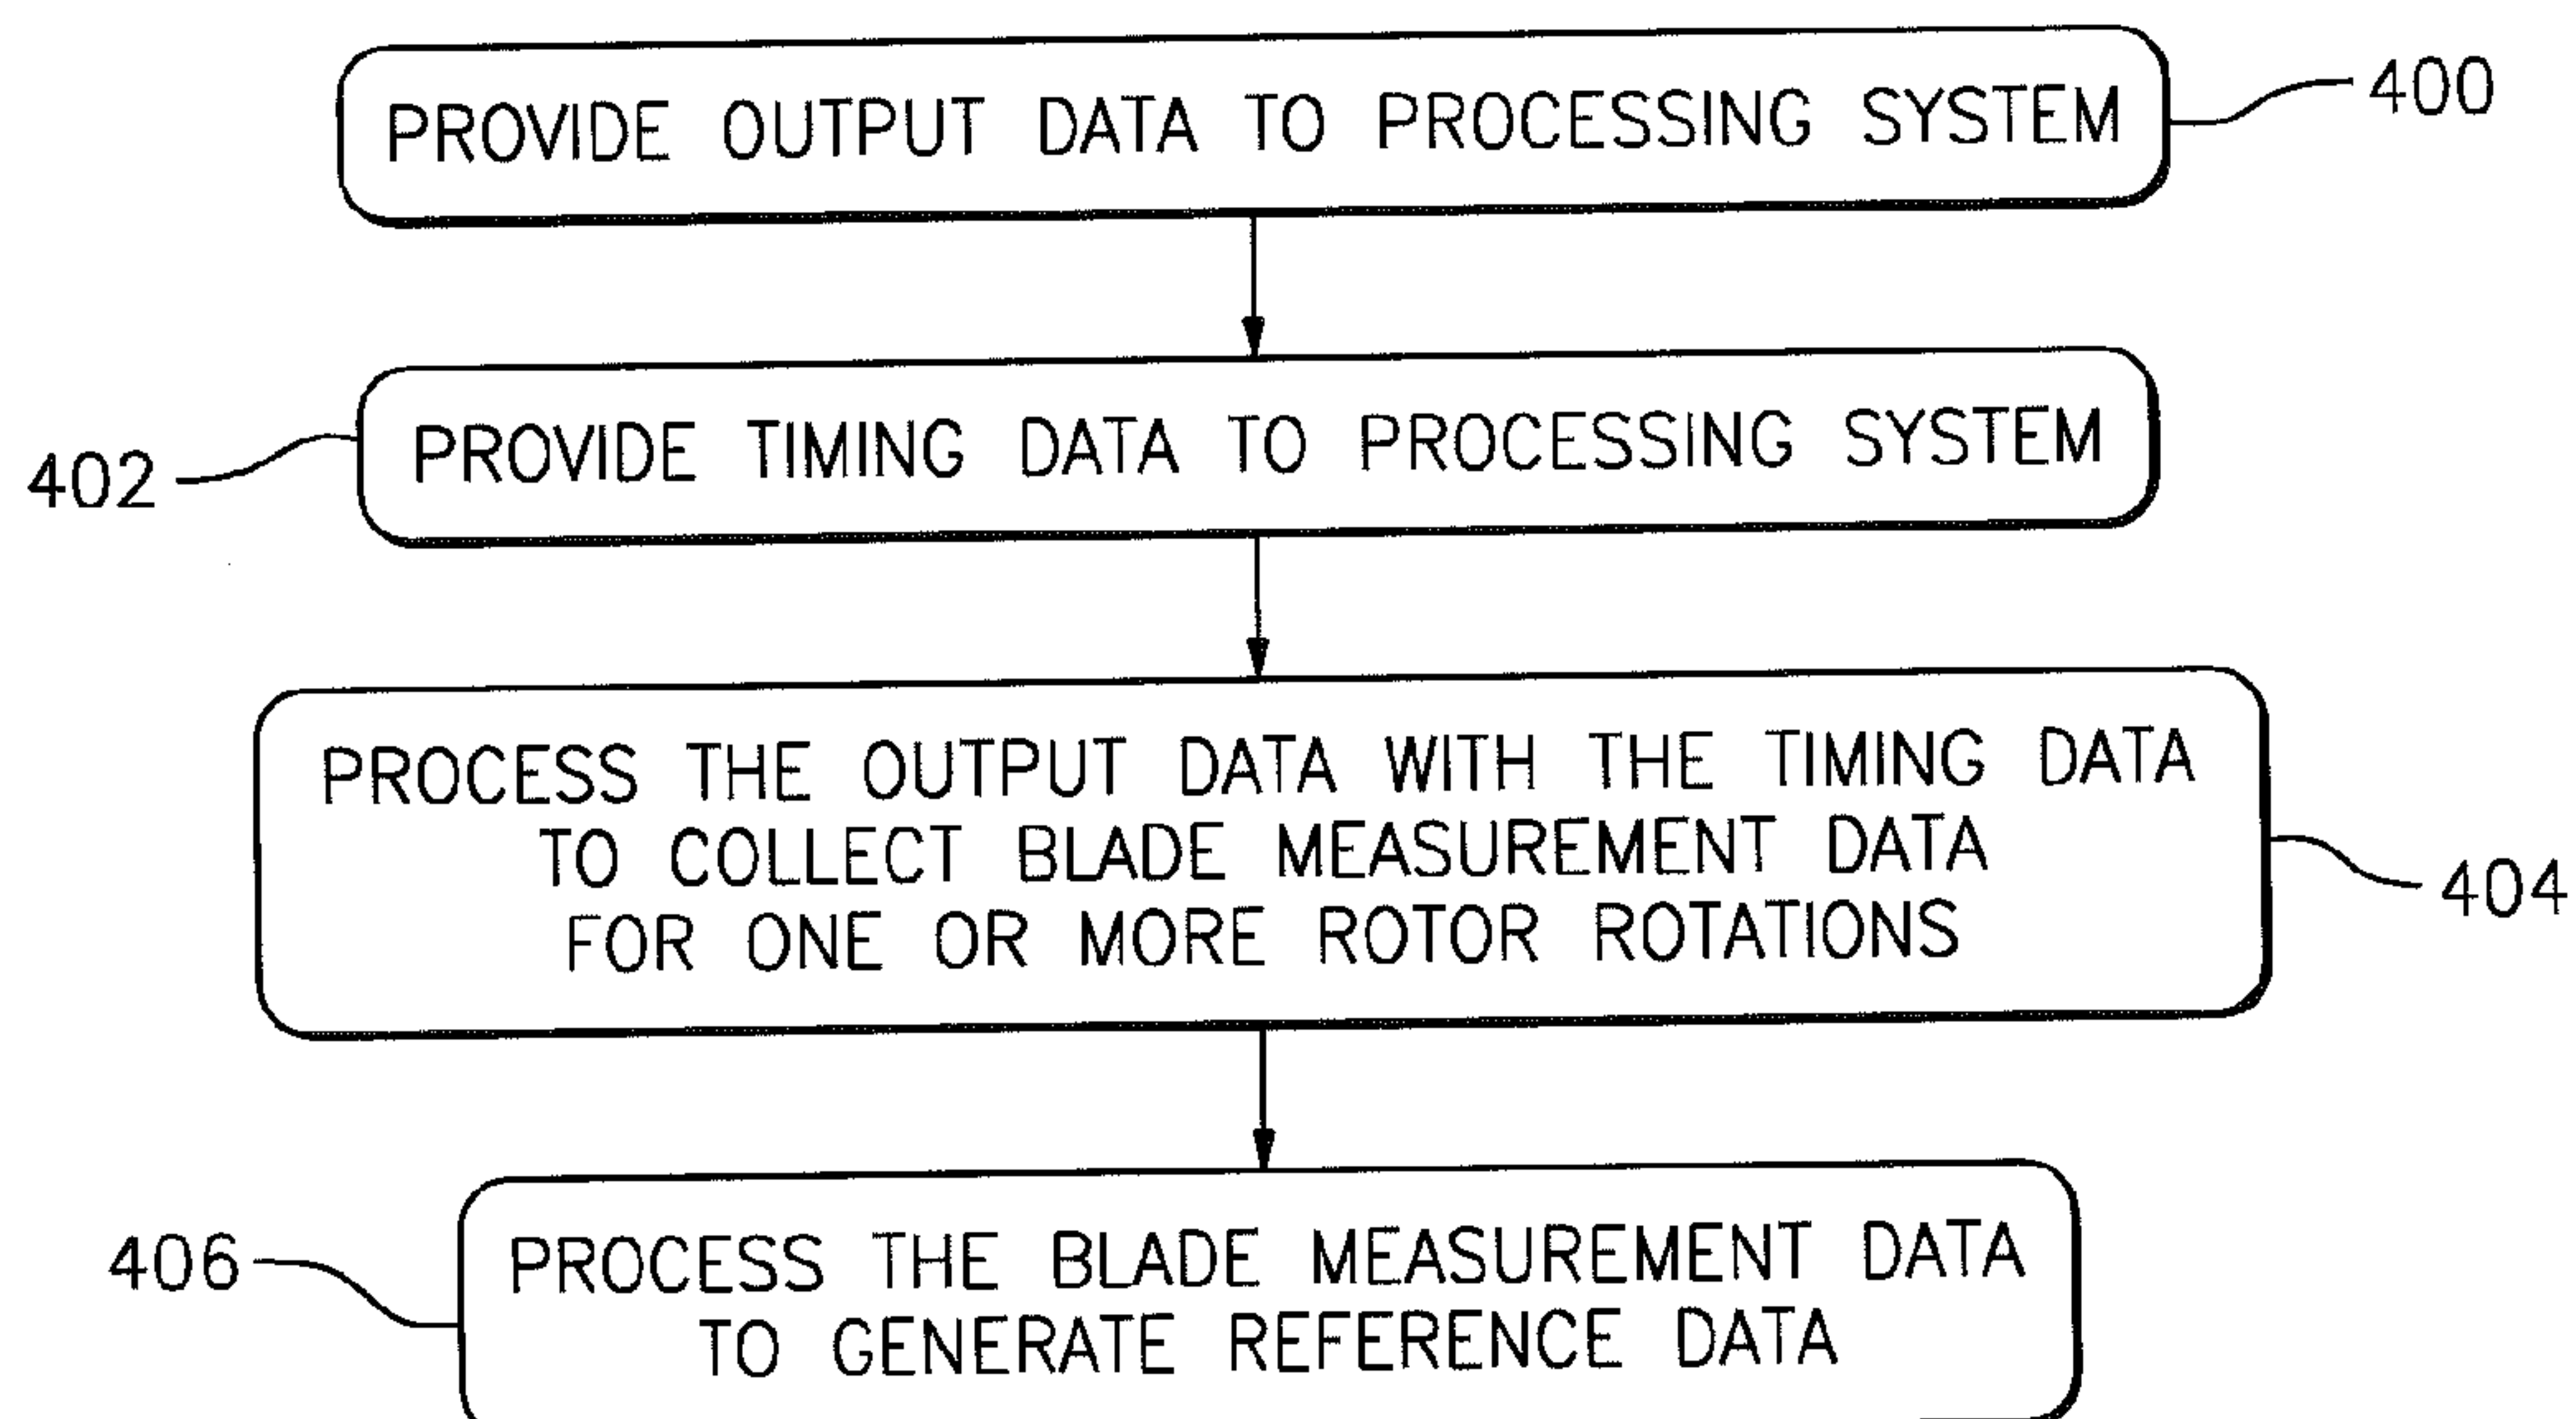 PROVIDE OUTPUT DATA TO PROCESSING SYSTEM
400
PROVIDE TIMING DATA TO PROCESSING SYSTEM
402
PROCESS THE OUTPUT DATA WITH THE TIMING DATA
TO COLLECT BLADE MEASUREMENT DATA
FOR ONE OR MORE ROTOR ROTATIONS
404
406
PROCESS THE BLADE MEASUREMENT DATA
TO GENERATE REFERENCE DATA